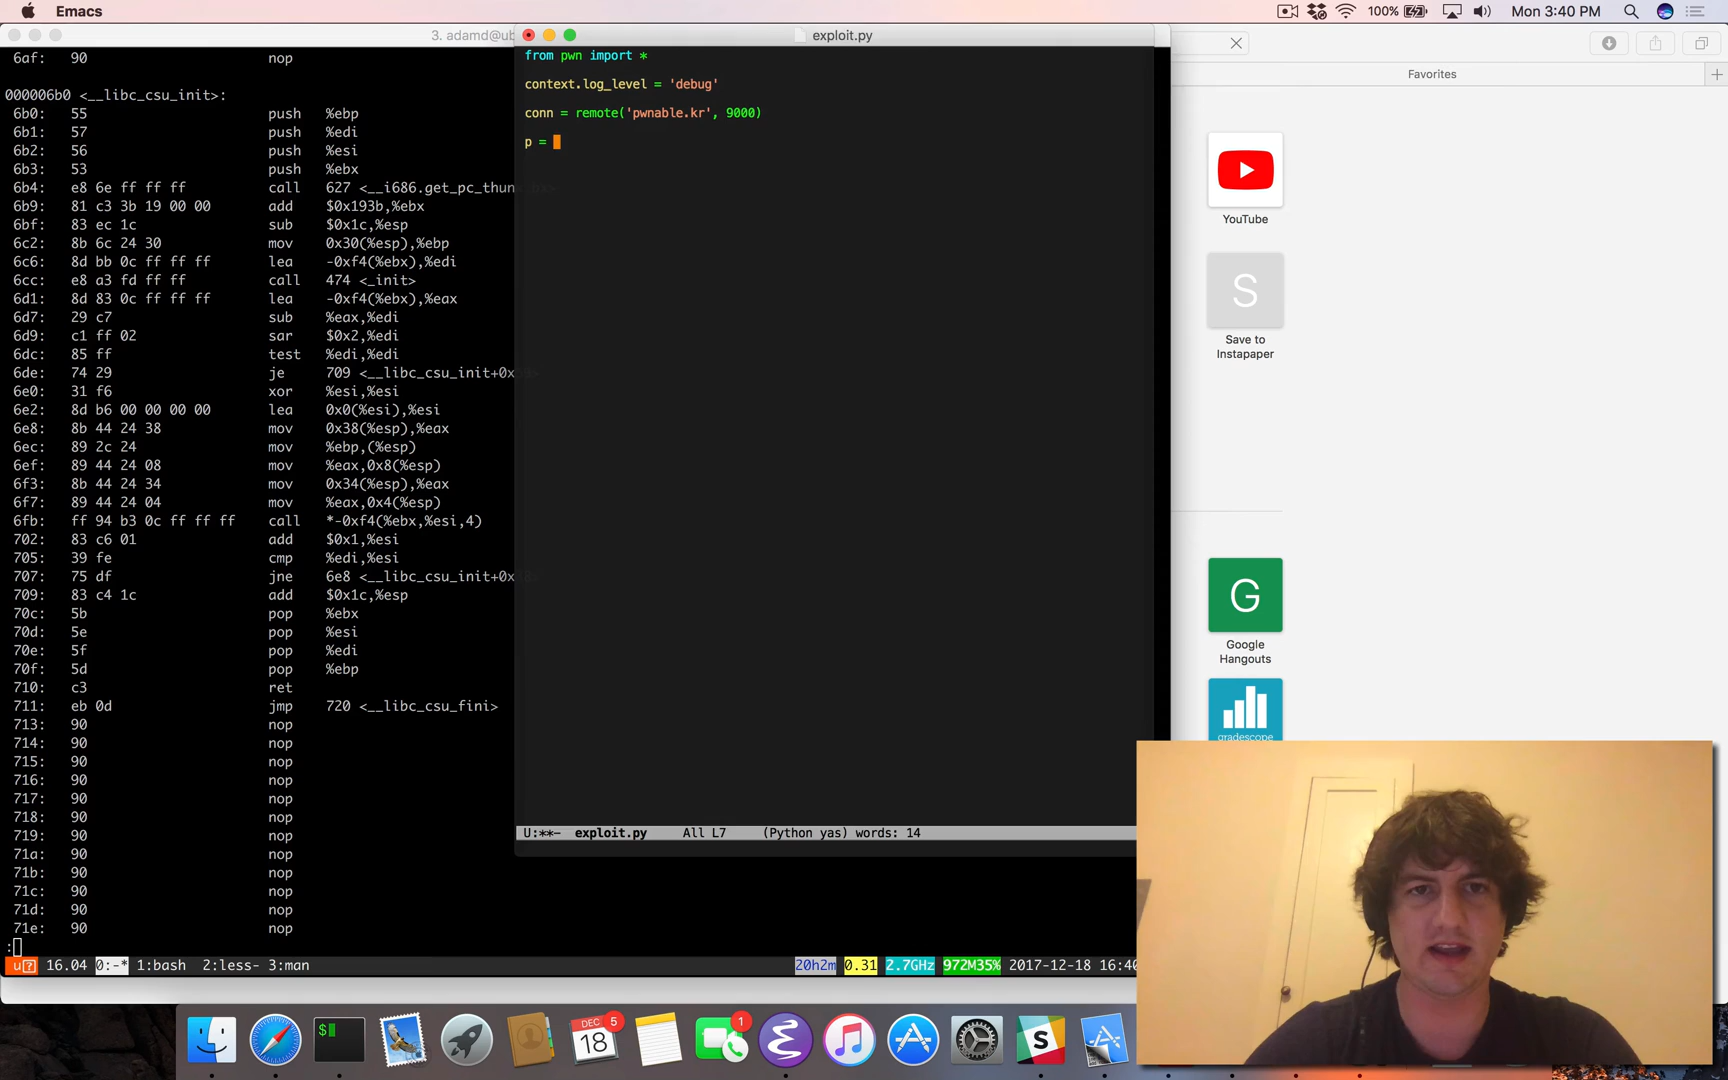 Emacs
100%
Mon 3:40 PM
3. adamd@ub
exploit.py
Favorites
6af: 90 nop
000006b0 <__libc_csu_init>:
6b0: 55 push %ebp
6b1: 57 push %edi
6b2: 56 push %esi
6b3: 53 push %ebx
6b4: e8 6e ff ff ff call 627 <__i686.get_pc_thun
6b9: 81 c3 3b 19 00 00 add $0x193b,%ebx
6bf: 83 ec 1c sub $0x1c,%esp
6c2: 8b 6c 24 30 mov 0x30(%esp),%ebp
6c6: 8d bb 0c ff ff ff lea -0xf4(%ebx),%edi
6cc: e8 a3 fd ff ff call 474 <_init>
6d1: 8d 83 0c ff ff ff lea -0xf4(%ebx),%eax
6d7: 29 c7 sub %eax,%edi
6d9: c1 ff 02 sar $0x2,%edi
6dc: 85 ff test %edi,%edi
6de: 74 29 je 709 <__libc_csu_init+0x
6e0: 31 f6 xor %esi,%esi
6e2: 8d b6 00 00 00 00 lea 0x0(%esi),%esi
6e8: 8b 44 24 38 mov 0x38(%esp),%eax
6ec: 89 2c 24 mov %ebp,(%esp)
6ef: 89 44 24 08 mov %eax,0x8(%esp)
6f3: 8b 44 24 34 mov 0x34(%esp),%eax
6f7: 89 44 24 04 mov %eax,0x4(%esp)
6fb: ff 94 b3 0c ff ff ff call *-0xf4(%ebx,%esi,4)
702: 83 c6 01 add $0x1,%esi
705: 39 fe cmp %edi,%esi
707: 75 df jne 6e8 <__libc_csu_init+0x
709: 83 c4 1c add $0x1c,%esp
70c: 5b pop %ebx
70d: 5e pop %esi
70e: 5f pop %edi
70f: 5d pop %ebp
710: c3 ret
711: eb 0d jmp 720 <__libc_csu_fini>
713: 90 nop
714: 90 nop
715: 90 nop
716: 90 nop
717: 90 nop
718: 90 nop
719: 90 nop
71a: 90 nop
71b: 90 nop
71c: 90 nop
71d: 90 nop
71e: 90 nop
:
u? 16.04 0:-* 1:bash 2:less- 3:man 20h2m 0.31 2.7GHz 972M35% 2017-12-18 16:40
from pwn import *
context.log_level = 'debug'
conn = remote('pwnable.kr', 9000)
p =
U:**- exploit.py All L7 (Python yas) words: 14
YouTube
S
Save to
Instapaper
G
Google
Hangouts
gradescope
$
DEC
18
5
1
S